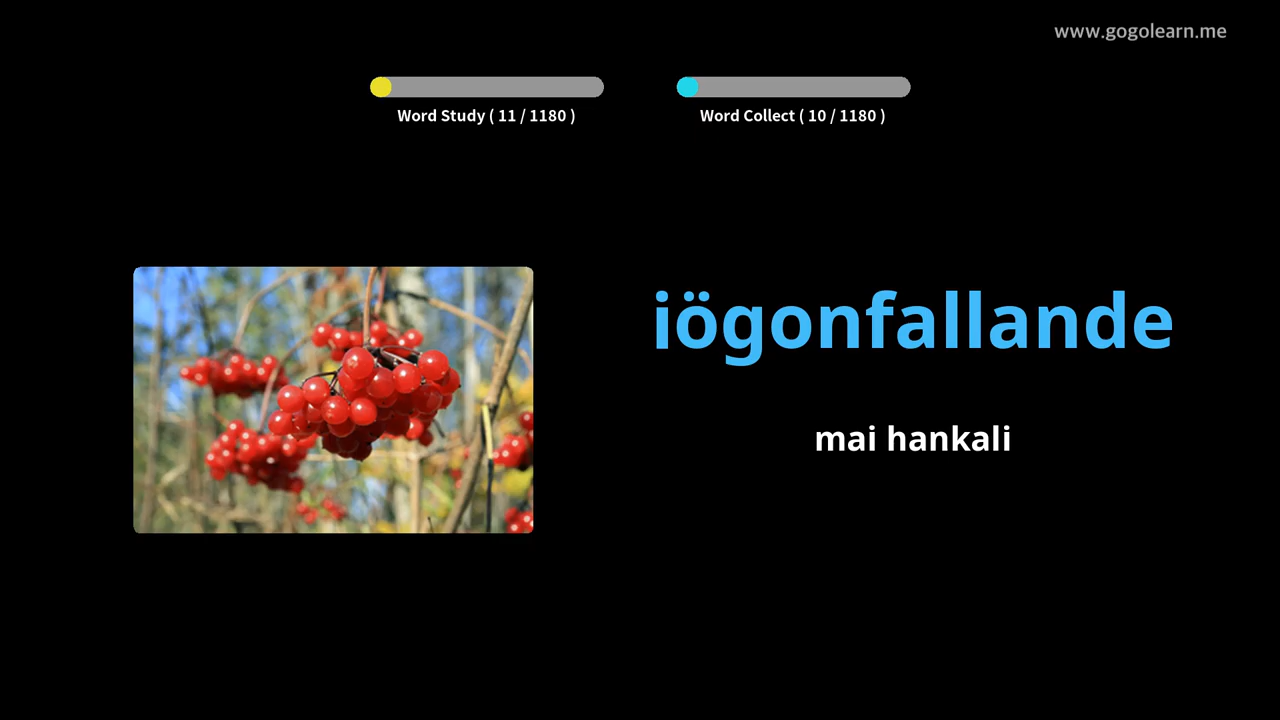 www.gogolearn.me
Word Study ( 11 / 1180 )
Word Collect ( 10 / 1180 )
iögonfallande
mai hankali